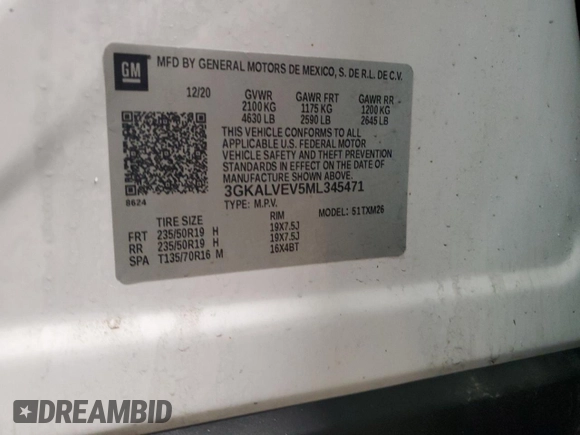 GM
MFD BY GENERAL MOTORS DE MEXICO, S. DE R.L. DE C.V.
12/20 GVWR GAWR FRT GAWR RR
2100 KG 1175 KG 1200 KG
4630 LB 2590 LB 2645 LB
THIS VEHICLE CONFORMS TO ALL
APPLICABLE U.S. FEDERAL MOTOR
VEHICLE SAFETY AND THEFT PREVENTION
STANDARDS IN EFFECT ON THE DATE OF
MANUFACTURE SHOWN ABOVE.
3GKALVEV5ML345471
8624
TYPE: M.P.V. MODEL: 51TXM26
TIRE SIZE RIM
FRT 235/50R19 H 19X7.5J
RR 235/50R19 H 19X7.5J
SPA T135/70R16 M 16X4BT
DREAMBID